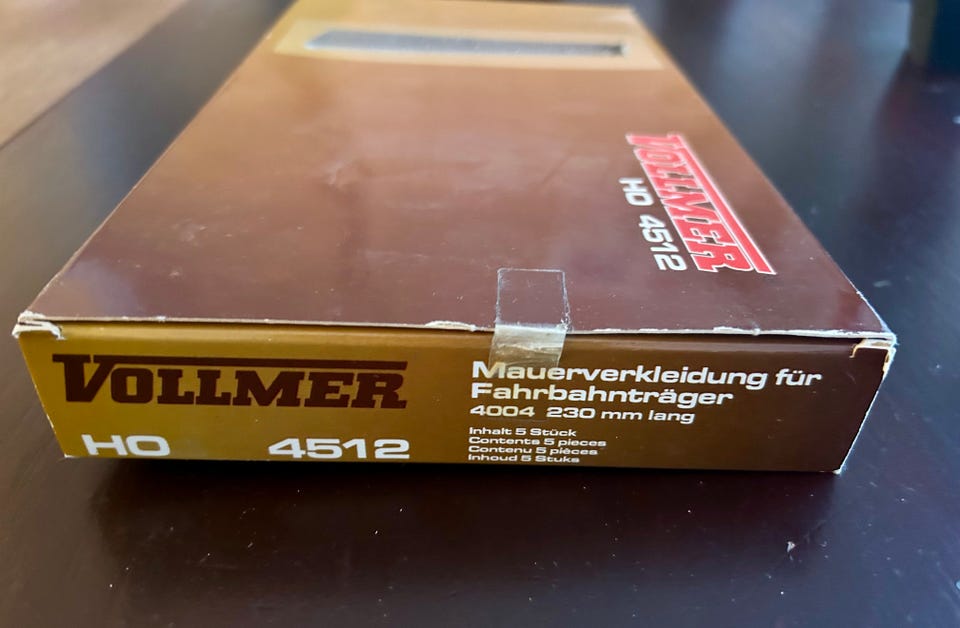 VOLLMER
HO 4512
VOLLMER
HO 4512
Mauerverkleidung für
Fahrbahnträger
4004 230 mm lang
Inhalt 5 Stück
Contents 5 pieces
Contenu 5 pièces
Inhoud 5 Stuks